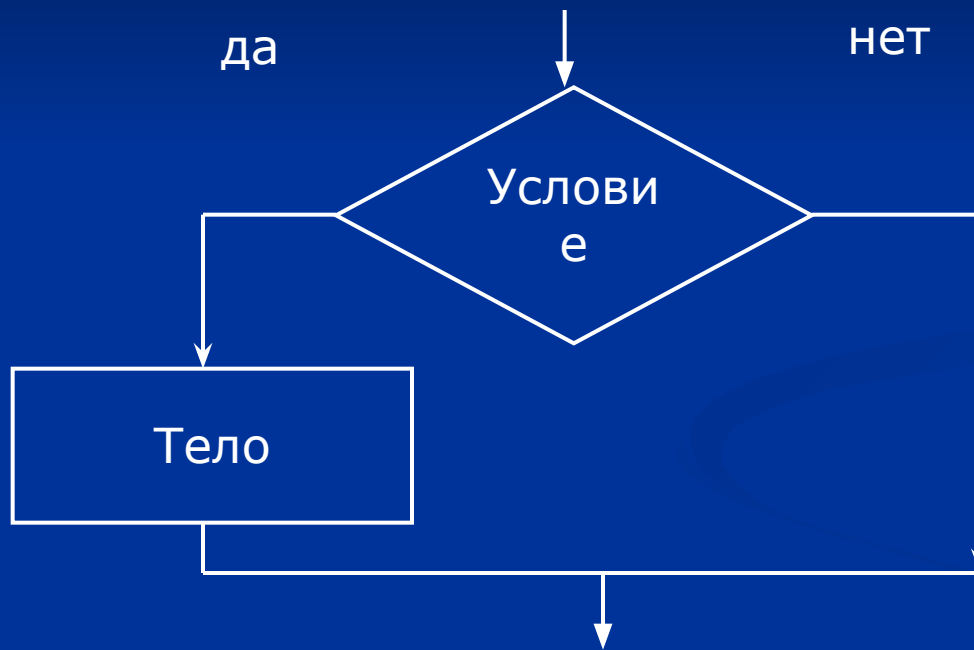 да
нет
Услови
е
Тело